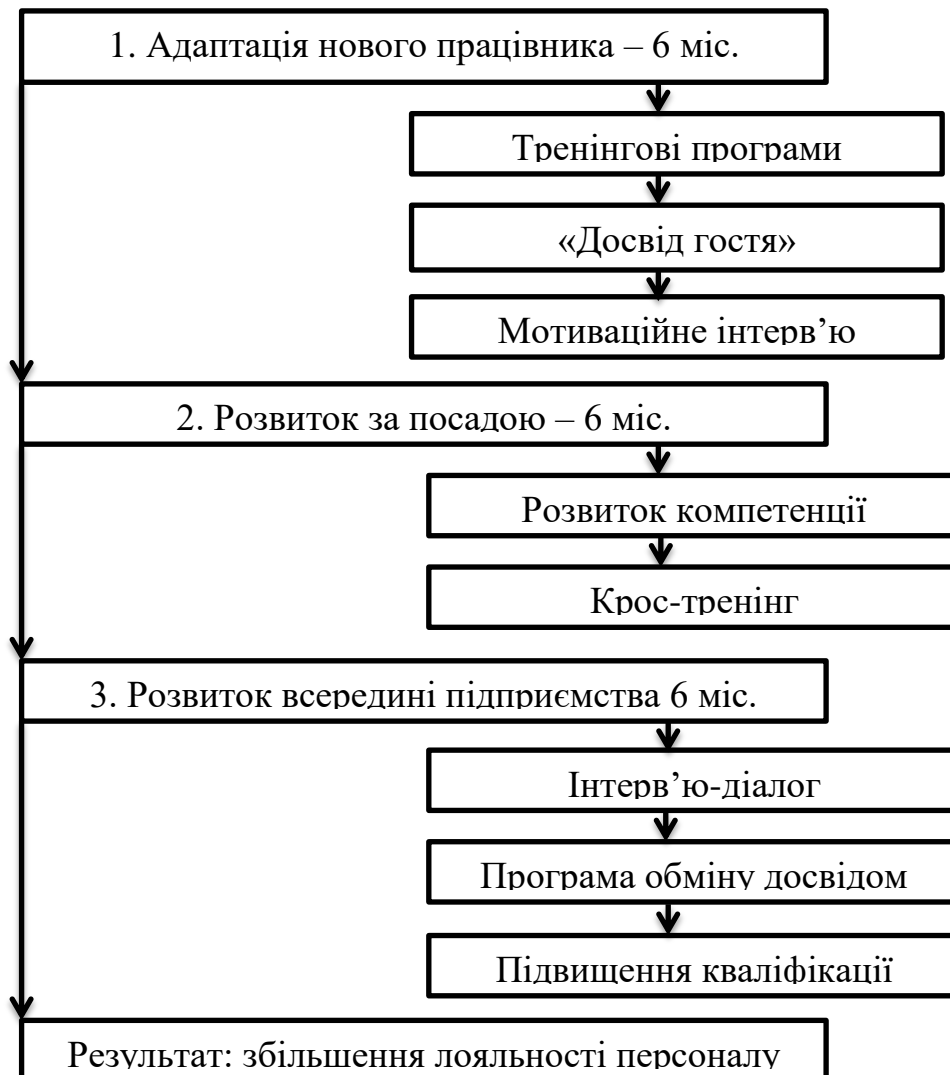 1. Адаптація нового працівника – 6 міс.
Тренінгові програми
«Досвід гостя»
Мотиваційне інтерв’ю
2. Розвиток за посадою – 6 міс.
Розвиток компетенції
Крос-тренінг
3. Розвиток всередині підприємства 6 міс.
Інтерв’ю-діалог
Програма обміну досвідом
Підвищення кваліфікації
Результат: збільшення лояльності персоналу